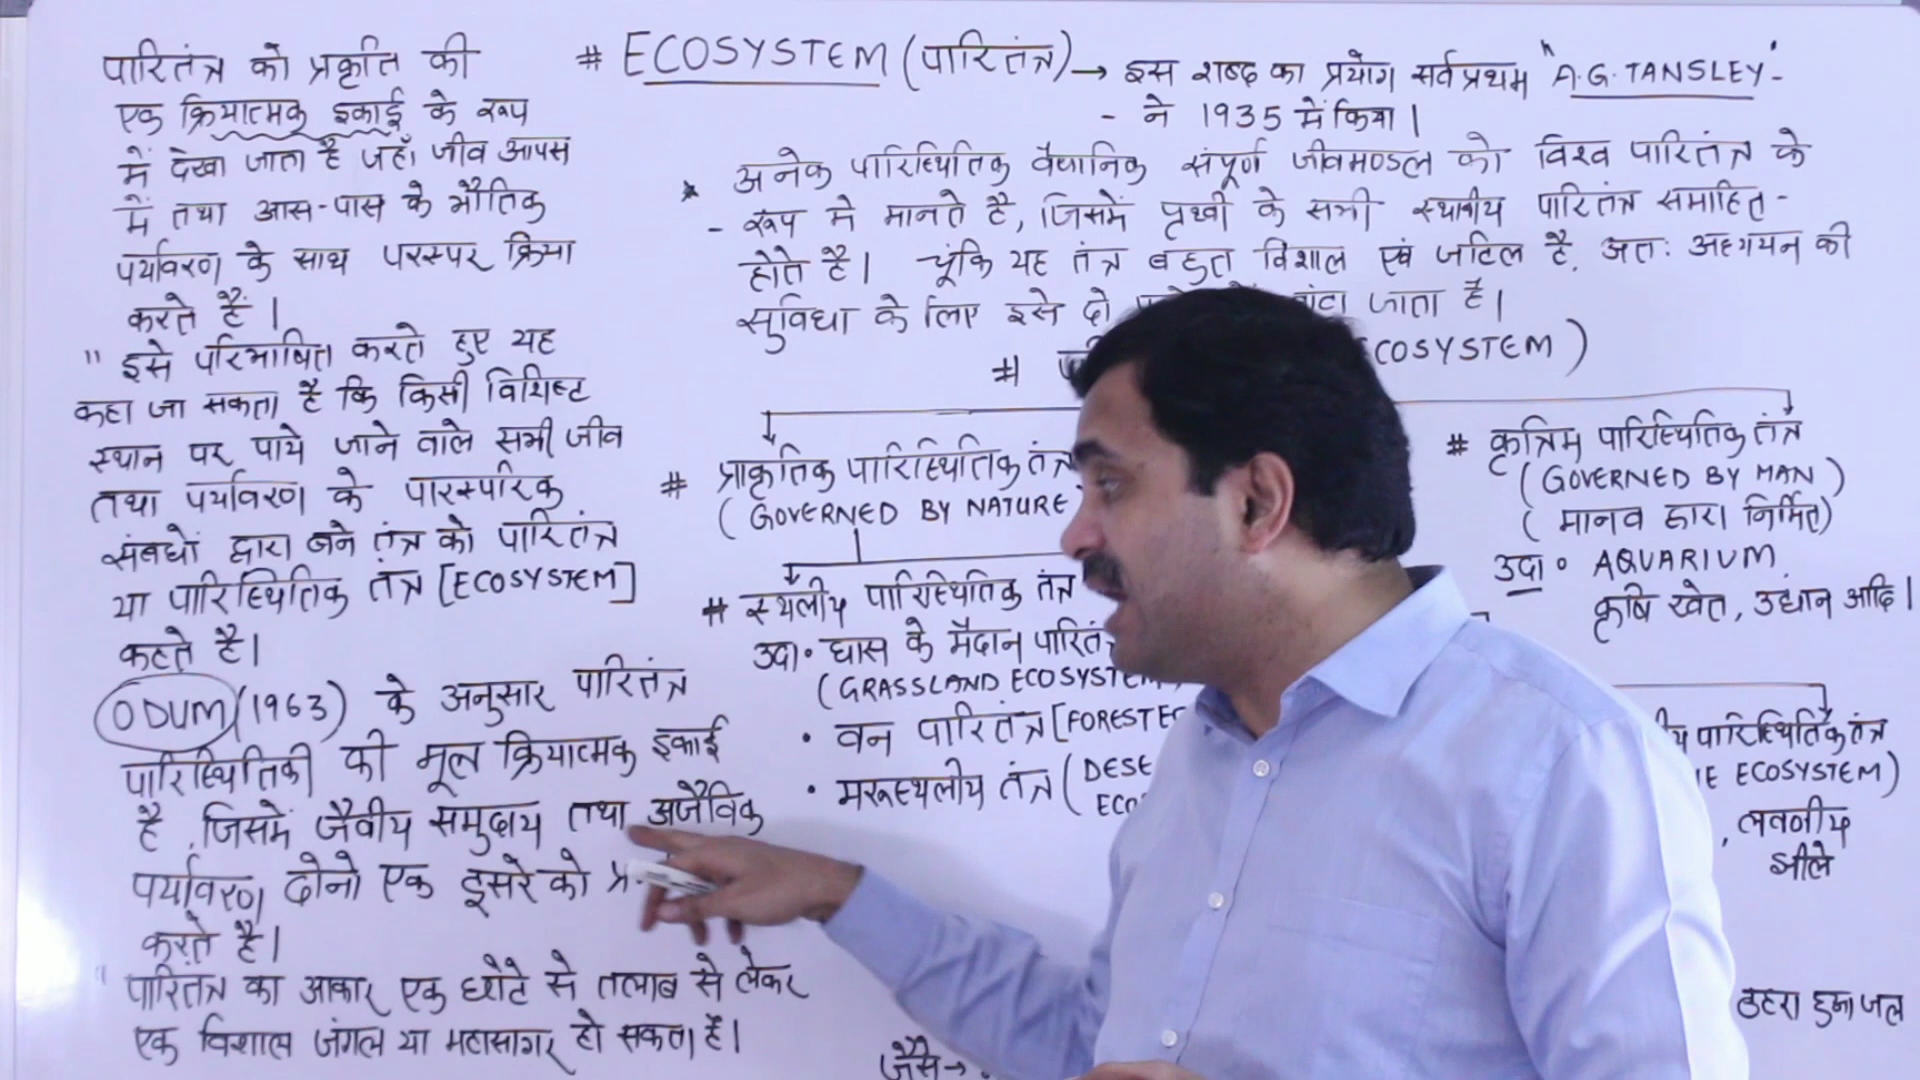 पारितंत्र को प्रकृति की
एक क्रियात्मक इकाई के रूप
में देखा जाता है जहाँ जीव आपस
में तथा आस-पास के भौतिक
पर्यावरण के साथ परस्पर क्रिया
करते हैं।
" इसे परिभाषित करते हुए यह
कहा जा सकता है कि किसी विशिष्ट
स्थान पर पाये जाने वाले सभी जीव
तथा पर्यावरण के पारस्परिक
संबधों द्वारा बने तंत्र को पारितंत्र
या पारिस्थितिक तंत्र [ECOSYSTEM]
कहते है।
ODUM (1963) के अनुसार पारितंत्र
पारिस्थितिकी की मूल क्रियात्मक इकाई
है, जिसमें जैवीय समुदाय तथा अजैविक
पर्यावरण दोनो एक दूसरे को
करते है।
" पारितंत्र का आकार एक छोटे से तलाब से लेकर
एक विशाल जंगल या महासागर हो सकता है।
# ECOSYSTEM (पारितंत्र) → इस शब्द का प्रयोग सर्वप्रथम "A.G. TANSLEY" -
- ने 1935 में किया।
* अनेक पारिस्थितिक वैज्ञानिक संपूर्ण जीवमण्डल को विश्व पारितंत्र के
- रूप मे मानते है, जिसमें पृथ्वी के सभी स्थानीय पारितंत्र समाहित -
होते है। चूंकि यह तंत्र बहुत विशाल एवं जटिल है, अतः अध्ययन की
सुविधा के लिए इसे दो बांटा जाता है।
# COSYSTEM)
# प्राकृतिक पारिस्थितिक तंत्र
(GOVERNED BY NATURE
# स्थलीय पारिस्थितिक तंत्र
उदा • घास के मैदान पारितंत्र
(GRASSLAND ECOSYSTEM
• वन पारितंत्र [FOREST EC
• मरूस्थलीय तंत्र (DESE
ECO
# कृत्रिम पारिस्थितिक तंत्र
(GOVERNED BY MAN)
(मानव द्वारा निर्मित)
उदा ० AQUARIUM
कृषि खेत, उद्यान आदि।
य पारिस्थितिक तंत्र
E ECOSYSTEM)
, लवणीय
झीले
ठहरा हुआ जल
जैसे →